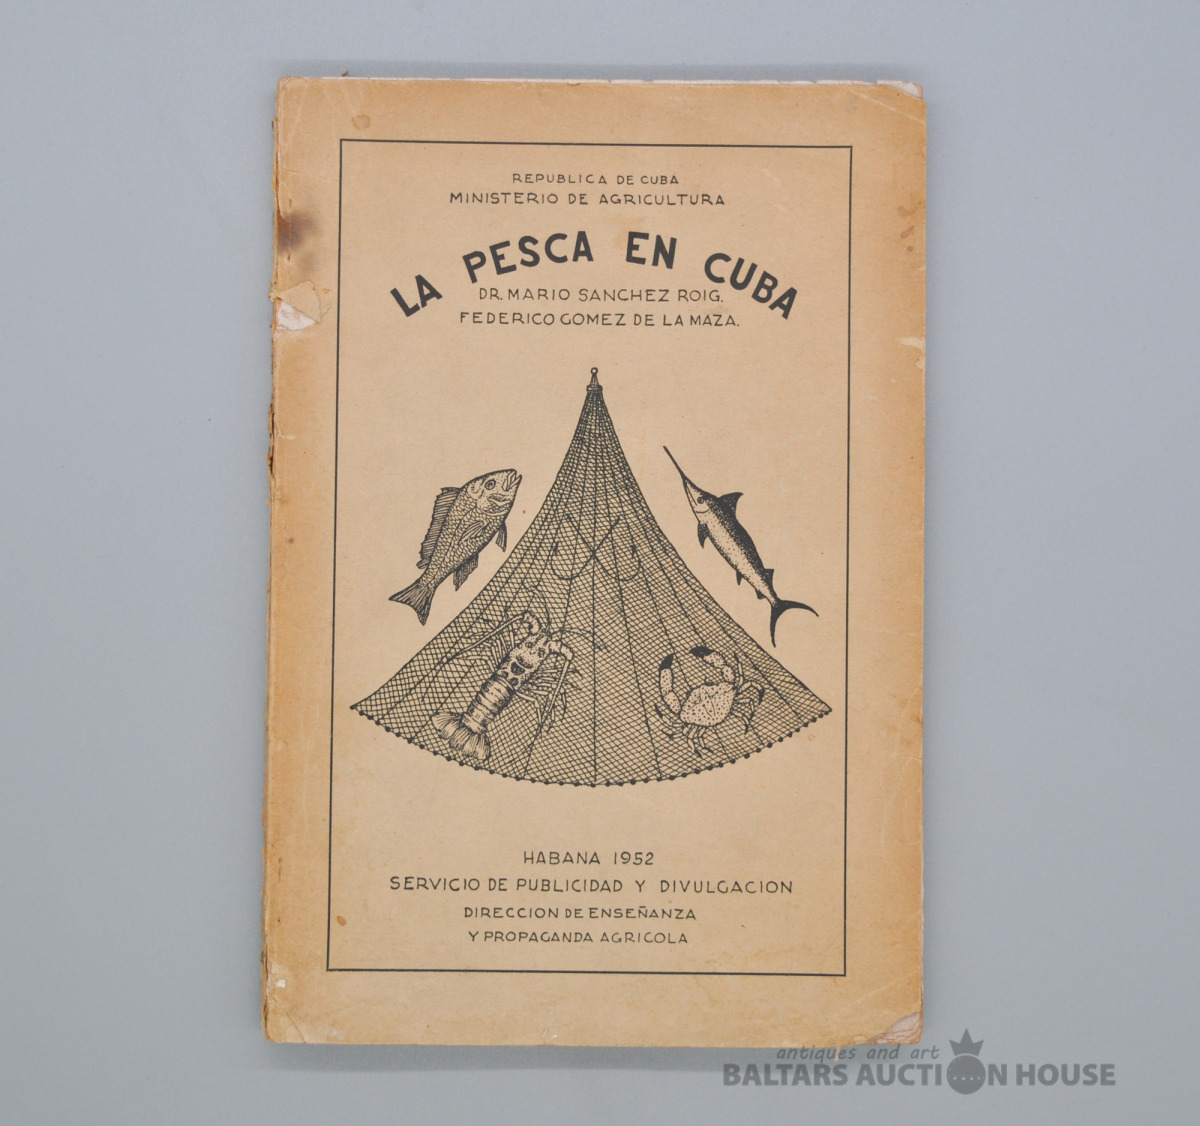 REPUBLICA DE CUBA
MINISTERIO DE AGRICULTURA
LA PESCA EN CUBA
DR. MARIO SANCHEZ ROIG.
FEDERICO GOMEZ DE LA MAZA.
HABANA 1952
SERVICIO DE PUBLICIDAD Y DIVULGACION
DIRECCION DE ENSEÑANZA
Y PROPAGANDA AGRICOLA
antiques and art
BALTARS AUCTION HOUSE